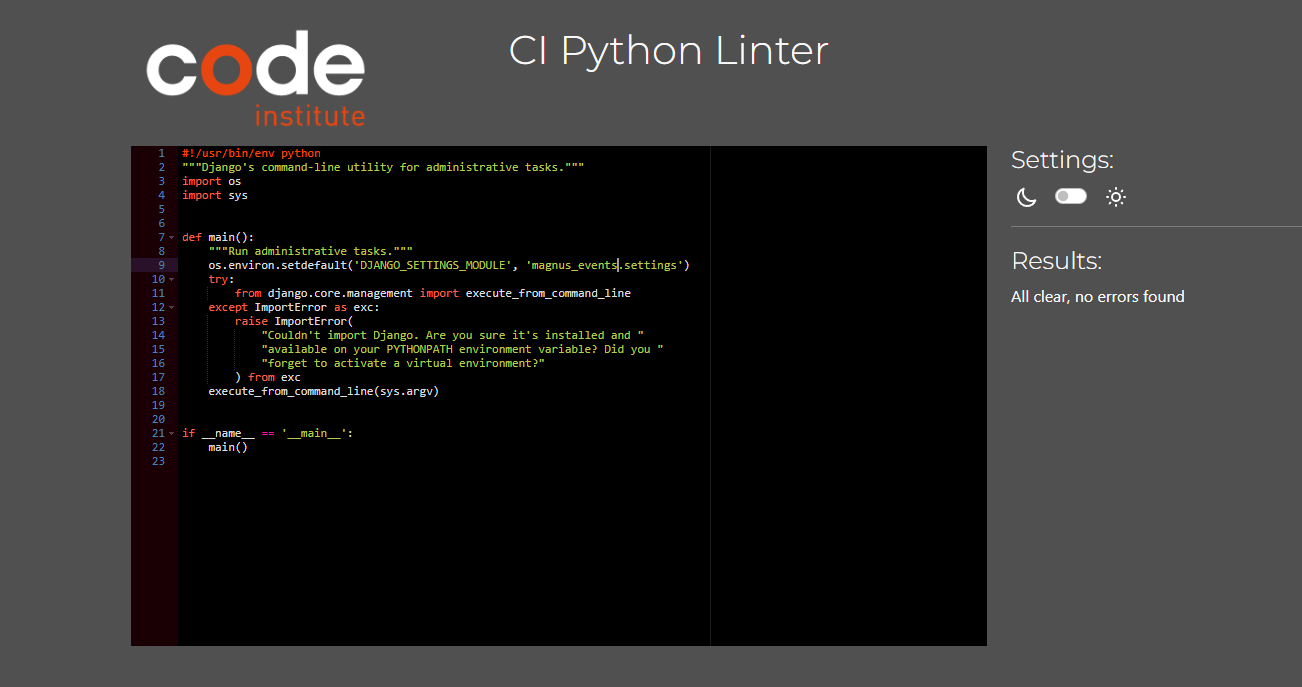 code
institute
CI Python Linter
1 #!/usr/bin/env python
2 """Django's command-line utility for administrative tasks."""
3 import os
4 import sys
5
6
7 def main():
8     """Run administrative tasks."""
9     os.environ.setdefault('DJANGO_SETTINGS_MODULE', 'magnus_events.settings')
10     try:
11         from django.core.management import execute_from_command_line
12     except ImportError as exc:
13         raise ImportError(
14             "Couldn't import Django. Are you sure it's installed and "
15             "available on your PYTHONPATH environment variable? Did you "
16             "forget to activate a virtual environment?"
17         ) from exc
18     execute_from_command_line(sys.argv)
19
20
21 if __name__ == '__main__':
22     main()
23
Settings:
Results:
All clear, no errors found